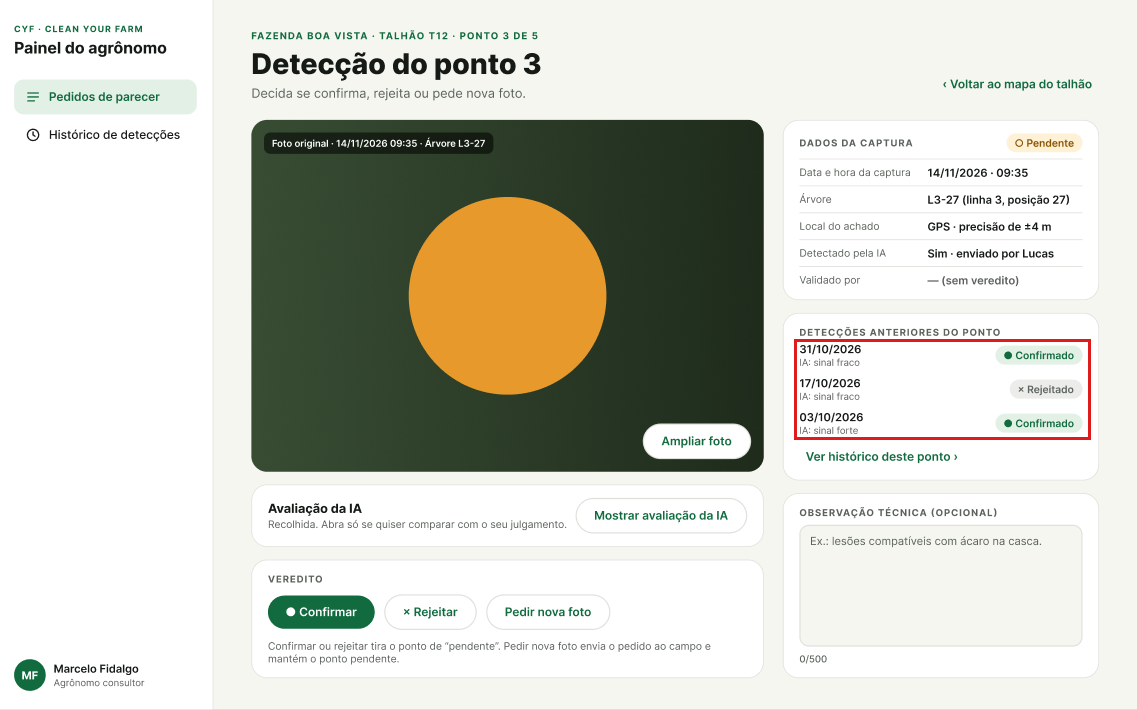 CYF · CLEAN YOUR FARM
Painel do agrônomo
Pedidos de parecer
Histórico de detecções
MF
Marcelo Fidalgo
Agrônomo consultor
FAZENDA BOA VISTA · TALHÃO T12 · PONTO 3 DE 5
Detecção do ponto 3
Decida se confirma, rejeita ou pede nova foto.
‹ Voltar ao mapa do talhão
Foto original · 14/11/2026 09:35 · Árvore L3-27
Ampliar foto
Avaliação da IA
Recolhida. Abra só se quiser comparar com o seu julgamento.
Mostrar avaliação da IA
VEREDITO
Confirmar
× Rejeitar
Pedir nova foto
Confirmar ou rejeitar tira o ponto de “pendente”. Pedir nova foto envia o pedido ao campo e
mantém o ponto pendente.
DADOS DA CAPTURA
Pendente
Data e hora da captura 14/11/2026 · 09:35
Árvore L3-27 (linha 3, posição 27)
Local do achado GPS · precisão de ±4 m
Detectado pela IA Sim · enviado por Lucas
Validado por — (sem veredito)
DETECÇÕES ANTERIORES DO PONTO
31/10/2026
IA: sinal fraco
Confirmado
17/10/2026
IA: sinal fraco
× Rejeitado
03/10/2026
IA: sinal forte
Confirmado
Ver histórico deste ponto ›
OBSERVAÇÃO TÉCNICA (OPCIONAL)
Ex.: lesões compatíveis com ácaro na casca.
0/500